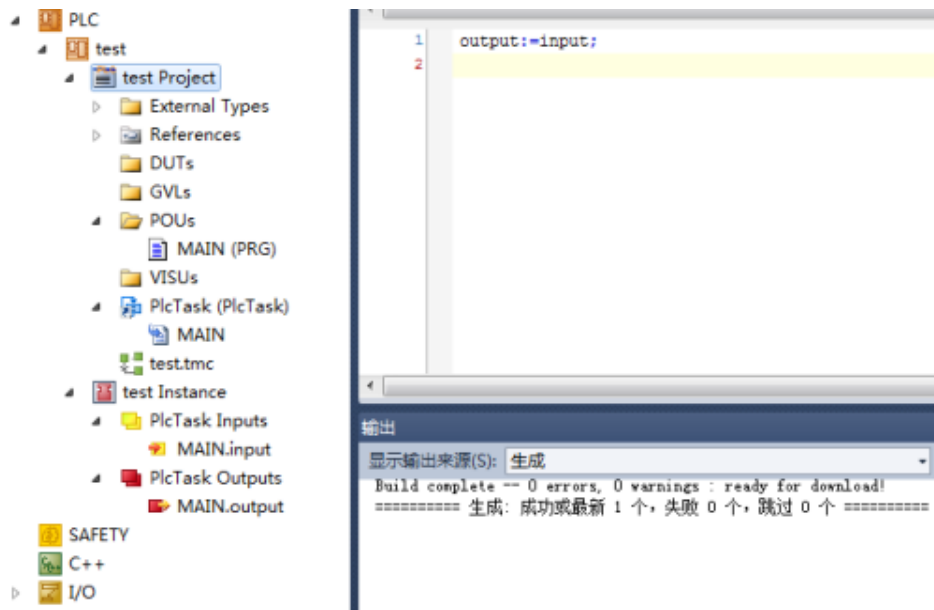 PLC
test
test Project
External Types
References
DUTs
GVLs
POUs
MAIN (PRG)
VISUs
PlcTask (PlcTask)
MAIN
test.tmc
test Instance
PlcTask Inputs
MAIN.input
PlcTask Outputs
MAIN.output
SAFETY
C++
I/O
1 output:=input;
2
输出
显示输出来源(S): 生成
Build complete -- 0 errors, 0 warnings : ready for download!
========== 生成: 成功或最新 1 个，失败 0 个，跳过 0 个 ==========